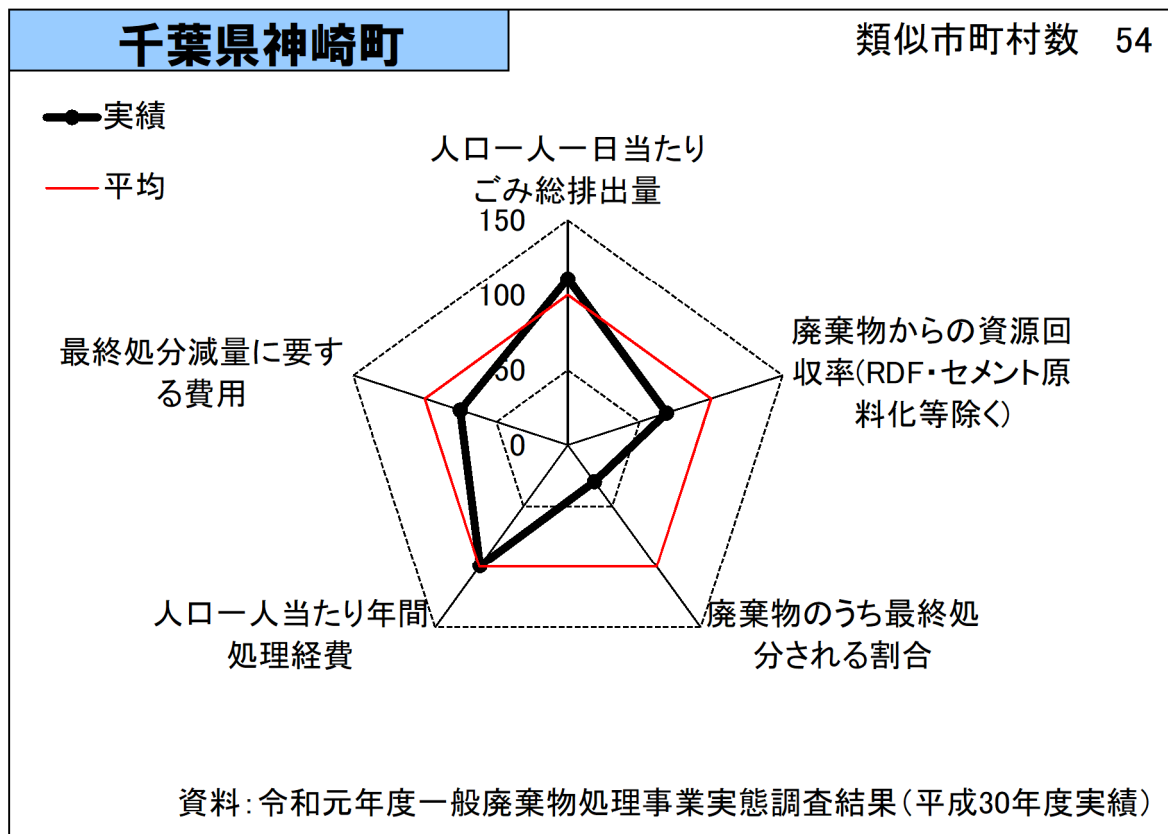 千葉県神崎町
類似市町村数　54
実績
平均
人口一人一日当たり
ごみ総排出量
150
100
50
0
廃棄物からの資源回
収率(RDF・セメント原
料化等除く)
最終処分減量に要す
る費用
人口一人当たり年間
処理経費
廃棄物のうち最終処
分される割合
資料：令和元年度一般廃棄物処理事業実態調査結果（平成30年度実績）